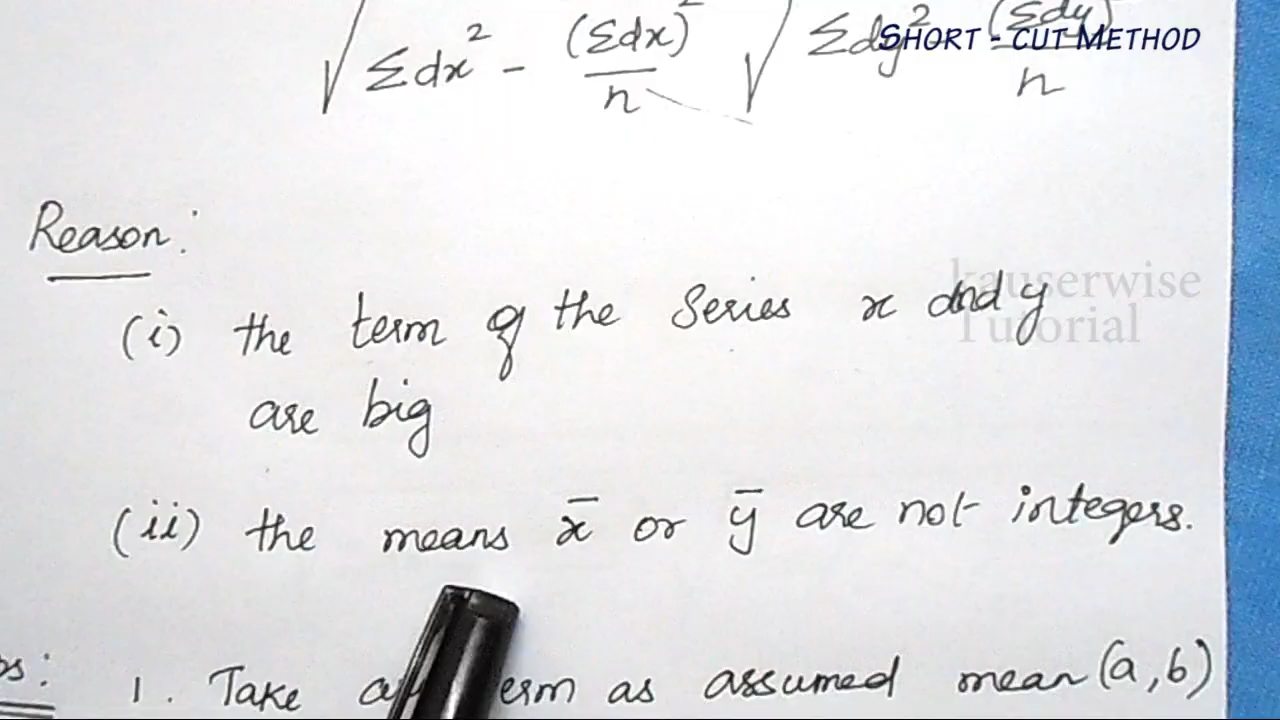 √ Σdx² - (Σdx)² / n √ Σdy² (Σdy)² / n
SHORT - CUT METHOD
Reason:
kauserwise
Tutorial
(i) the term of the series x and y
are big
(ii) the means x̄ or ȳ are not integers.
1. Take erm as assumed mean (a,b)